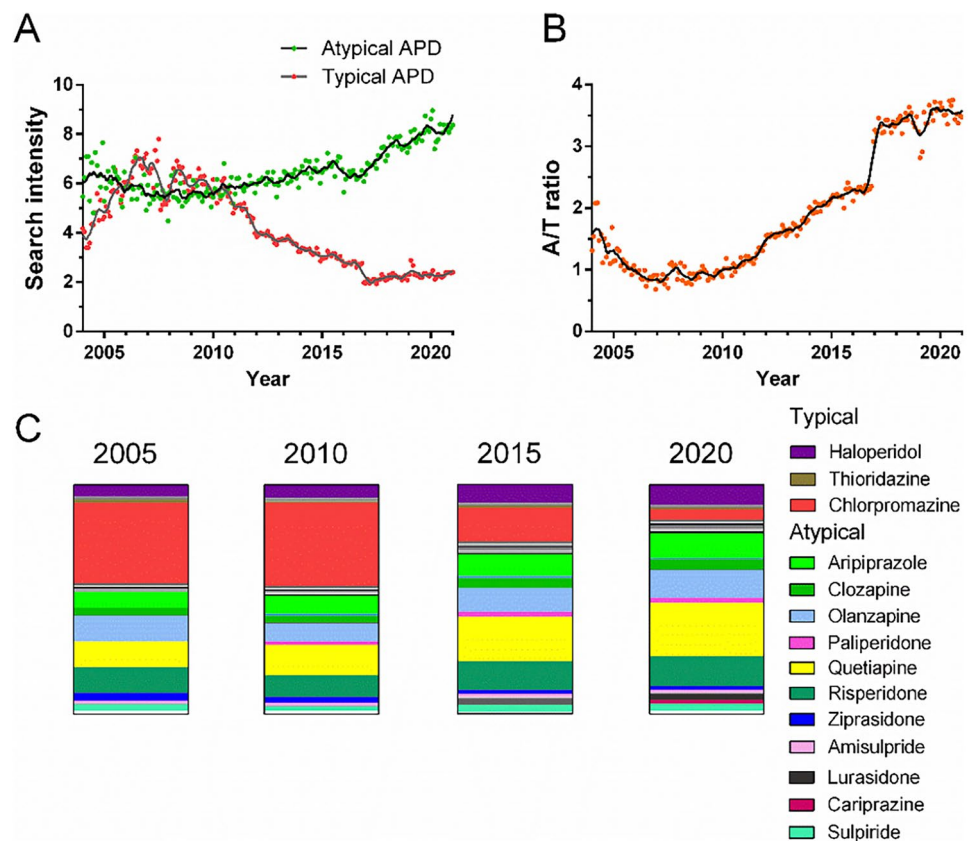 A
Atypical APD
Typical APD
Search intensity
10
8
6
4
2
0
2005 2010 2015 2020
Year
B
A/T ratio
4
3
2
1
0
2005 2010 2015 2020
Year
C
2005 2010 2015 2020
Typical
Haloperidol
Thioridazine
Chlorpromazine
Atypical
Aripiprazole
Clozapine
Olanzapine
Paliperidone
Quetiapine
Risperidone
Ziprasidone
Amisulpride
Lurasidone
Cariprazine
Sulpiride